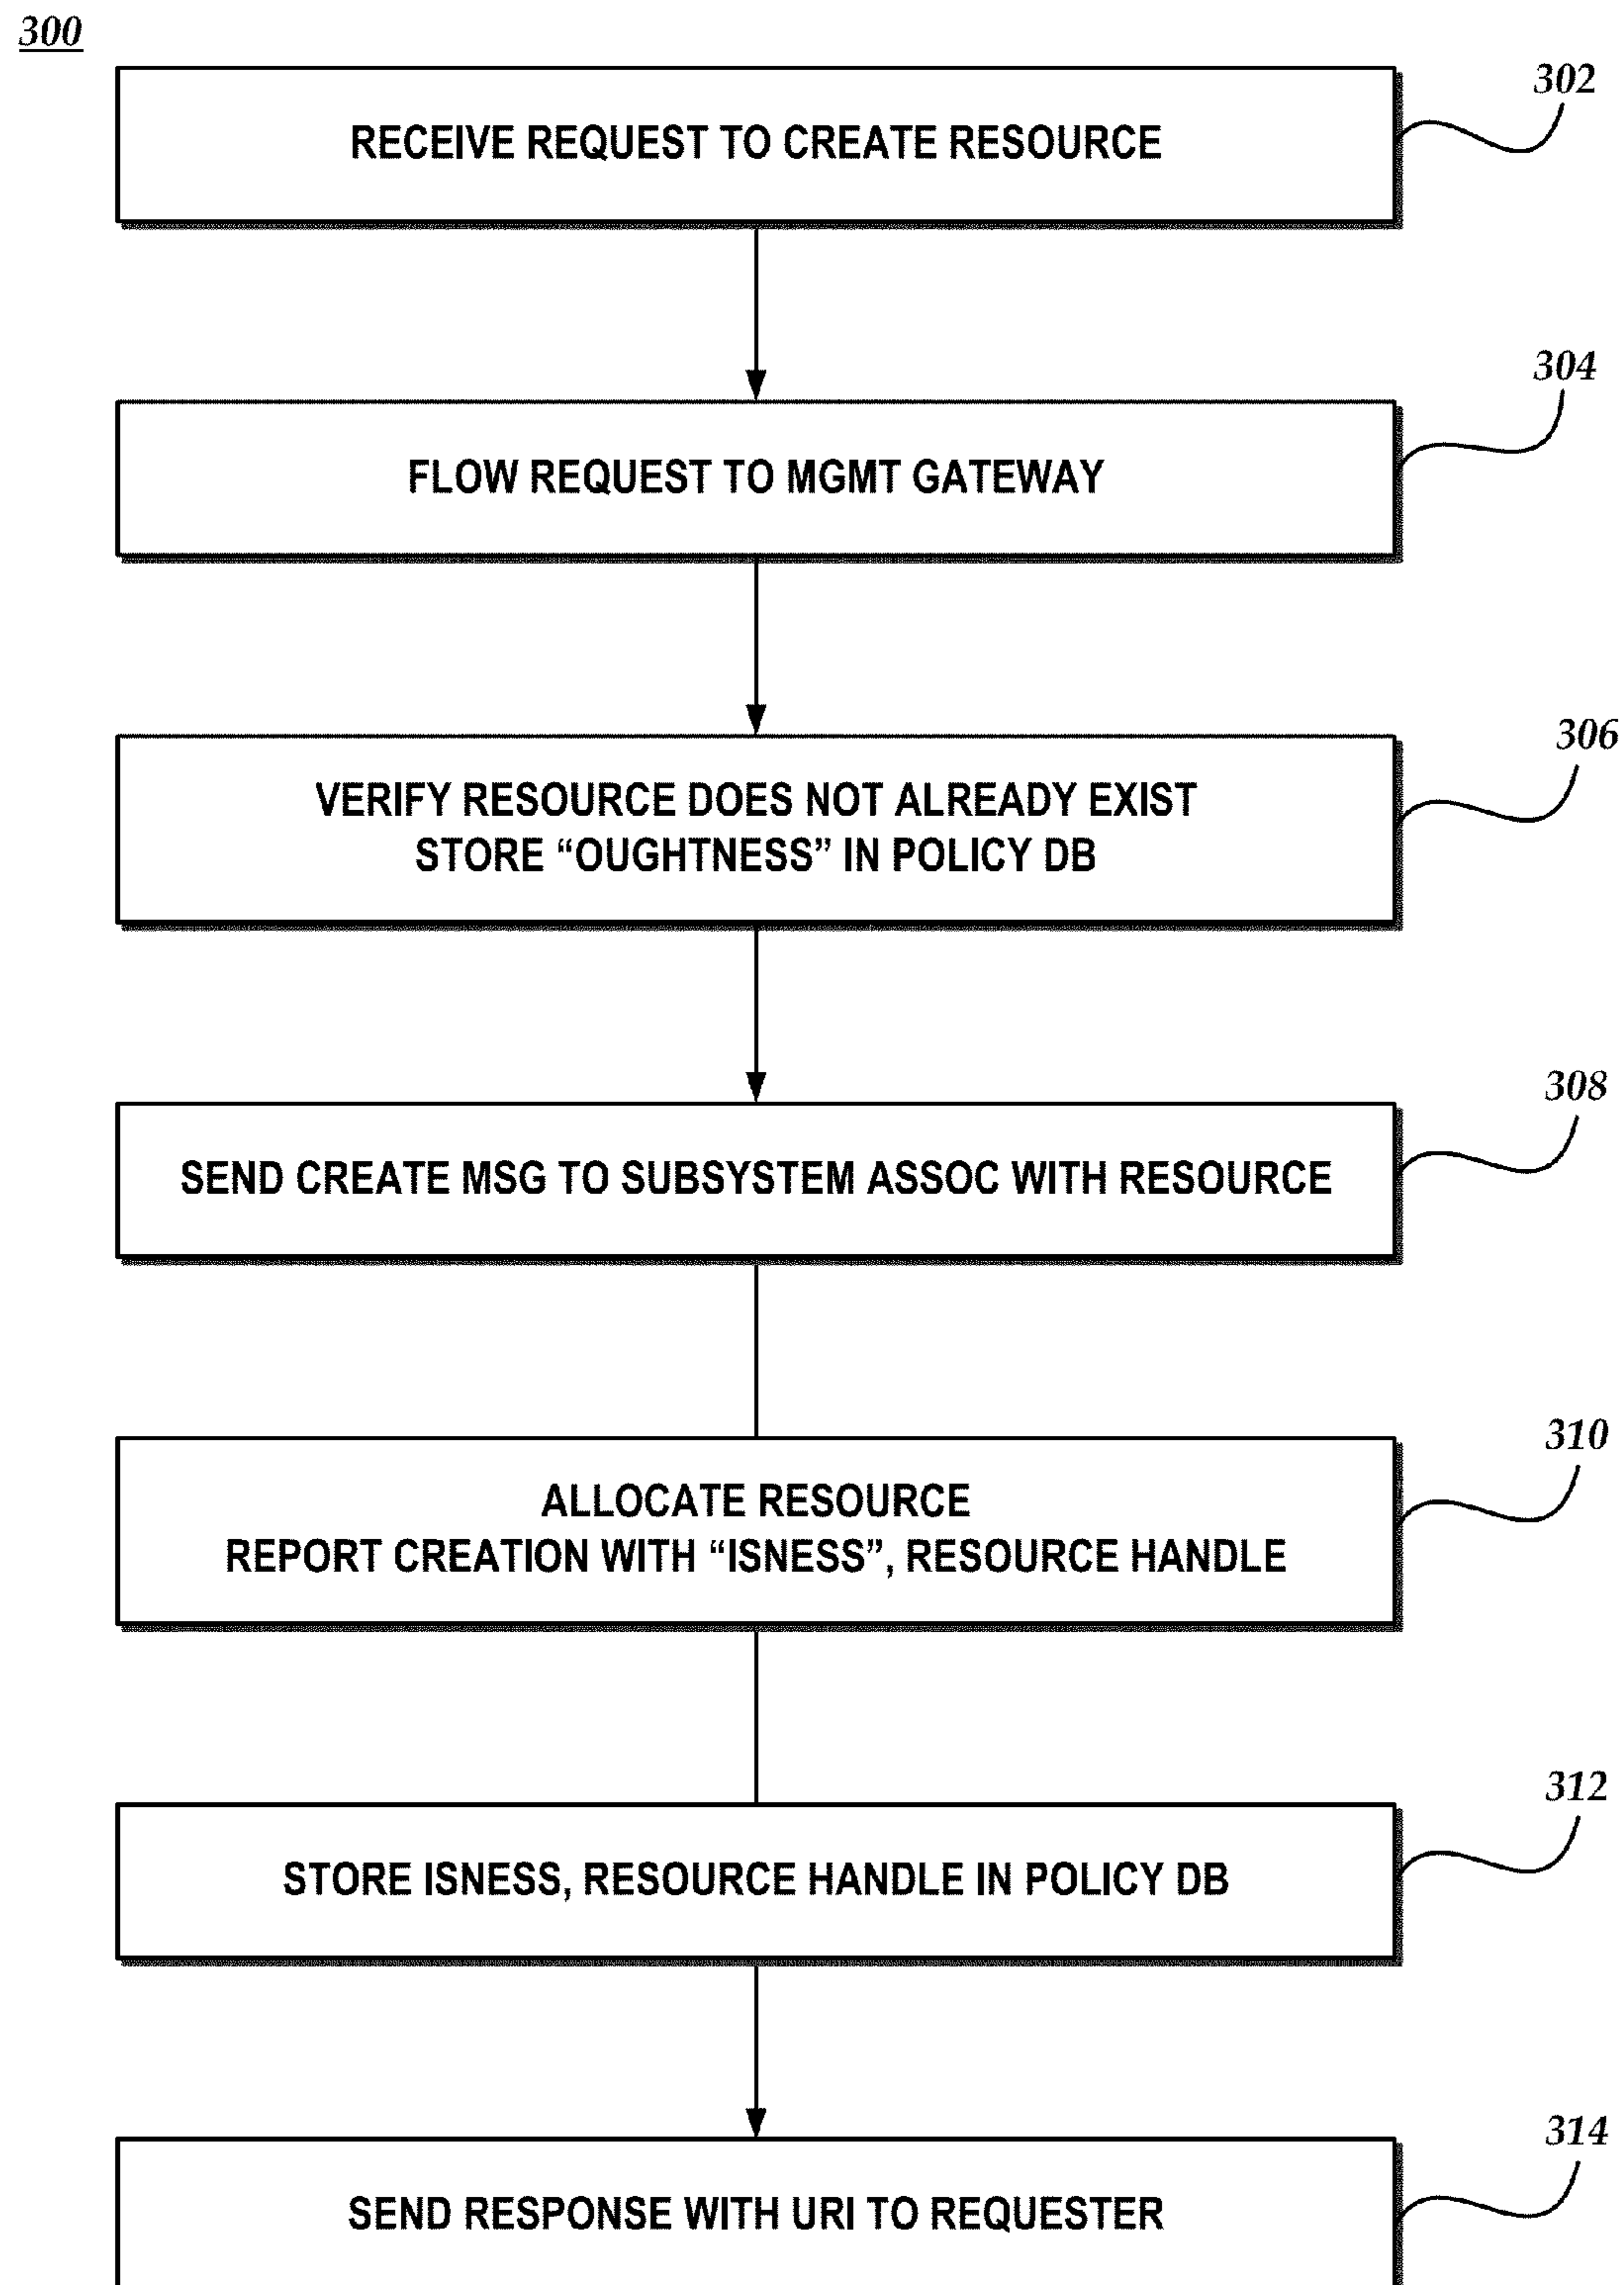 300
302
RECEIVE REQUEST TO CREATE RESOURCE
304
FLOW REQUEST TO MGMT GATEWAY
306
VERIFY RESOURCE DOES NOT ALREADY EXIST
STORE “OUGHTNESS” IN POLICY DB
308
SEND CREATE MSG TO SUBSYSTEM ASSOC WITH RESOURCE
310
ALLOCATE RESOURCE
REPORT CREATION WITH “ISNESS”, RESOURCE HANDLE
312
STORE ISNESS, RESOURCE HANDLE IN POLICY DB
314
SEND RESPONSE WITH URI TO REQUESTER